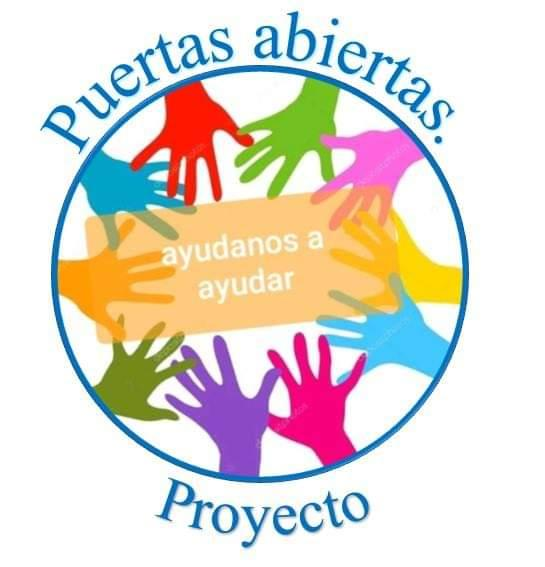 Puertas abiertas.
ayudanos a
ayudar
Proyecto